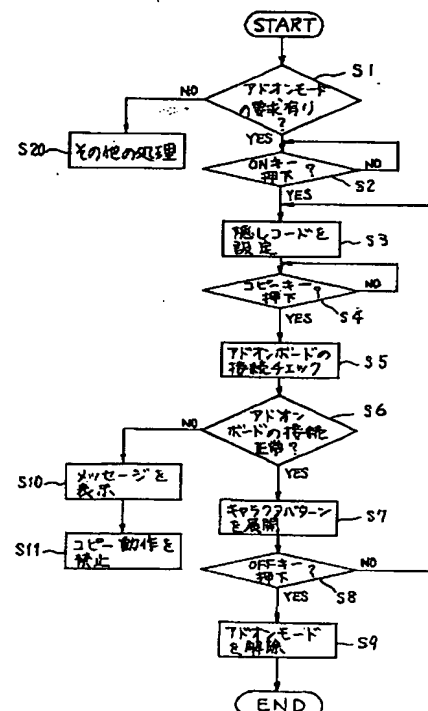 START
S1
アドオンモード
の要求有り
?
NO
YES
S20
その他の処理
ONキー
押下?
NO
S2
YES
隠しコードを
設定
S3
コピーキー
押下?
NO
S4
YES
アドオンボードの
接続チェック
S5
S6
アドオン
ボードの接続
正常?
NO
YES
S10
メッセージを
表示
キャラクタパターン
を展開
S7
S11
コピー動作を
禁止
OFFキー
押下?
NO
S8
YES
アドオンモード
を解除
S9
END